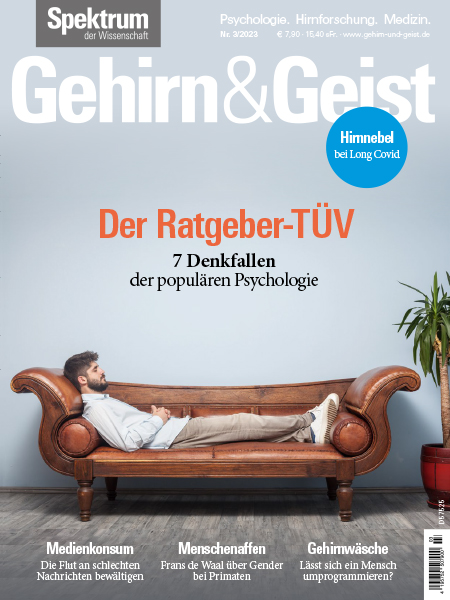 Spektrum
der Wissenschaft
Psychologie. Hirnforschung. Medizin.
Nr. 3/2023 € 7,90 · 15,40 sFr. · www.gehirn-und-geist.de
Gehirn&Geist
Hirnnebel
bei Long Covid
Der Ratgeber-TÜV
7 Denkfallen
der populären Psychologie
Medienkonsum
Die Flut an schlechten
Nachrichten bewältigen
Menschenaffen
Frans de Waal über Gender
bei Primaten
Gehirnwäsche
Lässt sich ein Mensch
umprogrammieren?
D57525